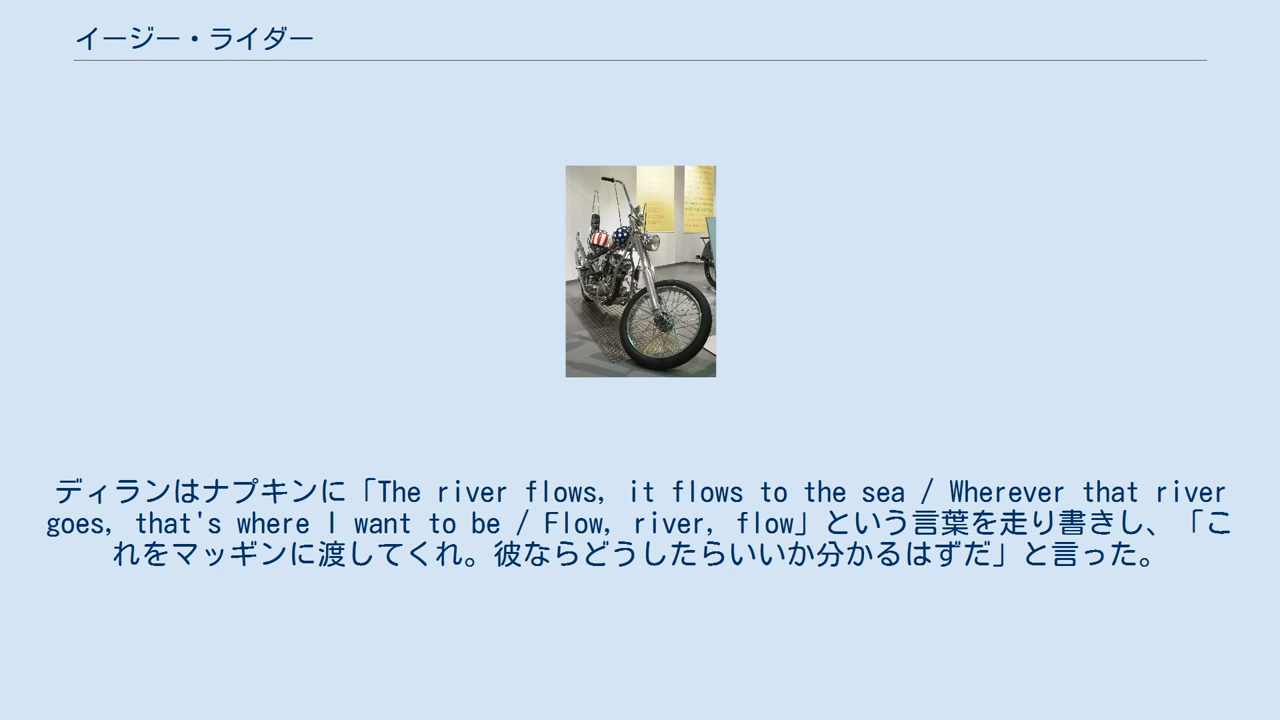 イージー・ライダー
ディランはナプキンに「The river flows, it flows to the sea / Wherever that river
goes, that's where I want to be / Flow, river, flow」という言葉を走り書きし、「こ
れをマッギンに渡してくれ。彼ならどうしたらいいか分かるはずだ」と言った。